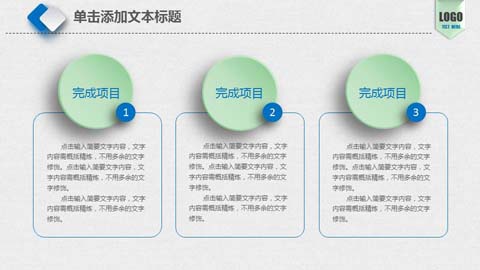 单击添加文本标题
LOGO
完成项目
1
点击输入简要文字内容，文字
内容需概括精炼，不用多余的文字
修饰。点击输入简要文字内容，文
字内容需概括精炼，不用多余的文
字修饰。
点击输入简要文字内容，文字
内容需概括精炼，不用多余的文字
修饰。
完成项目
2
点击输入简要文字内容，文字
内容需概括精炼，不用多余的文字
修饰。点击输入简要文字内容，文
字内容需概括精炼，不用多余的文
字修饰。
点击输入简要文字内容，文字
内容需概括精炼，不用多余的文字
修饰。
完成项目
3
点击输入简要文字内容，文字
内容需概括精炼，不用多余的文字
修饰。点击输入简要文字内容，文
字内容需概括精炼，不用多余的文
字修饰。
点击输入简要文字内容，文字
内容需概括精炼，不用多余的文字
修饰。